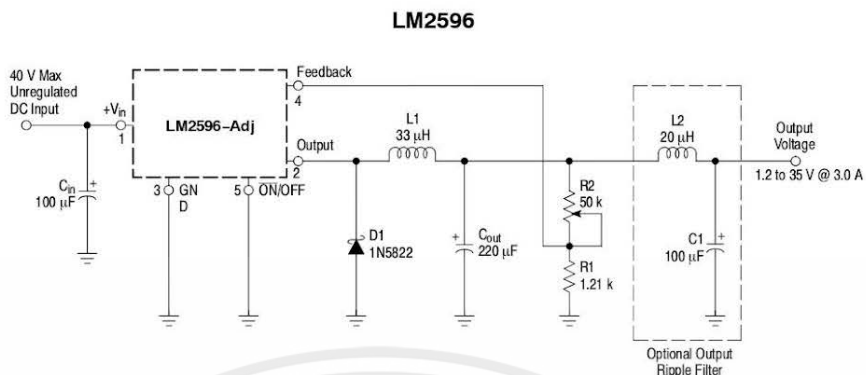 LM2596
40 V Max
Unregulated
DC Input
+Vin
1
LM2596-Adj
Feedback
4
Output
2
3
GN
D
5
ON/OFF
Cin
100 µF
+
L1
33 µH
D1
1N5822
+
Cout
220 µF
R2
50 k
R1
1.21 k
L2
20 µH
+
C1
100 µF
Output
Voltage
1.2 to 35 V @ 3.0 A
Optional Output
Ripple Filter